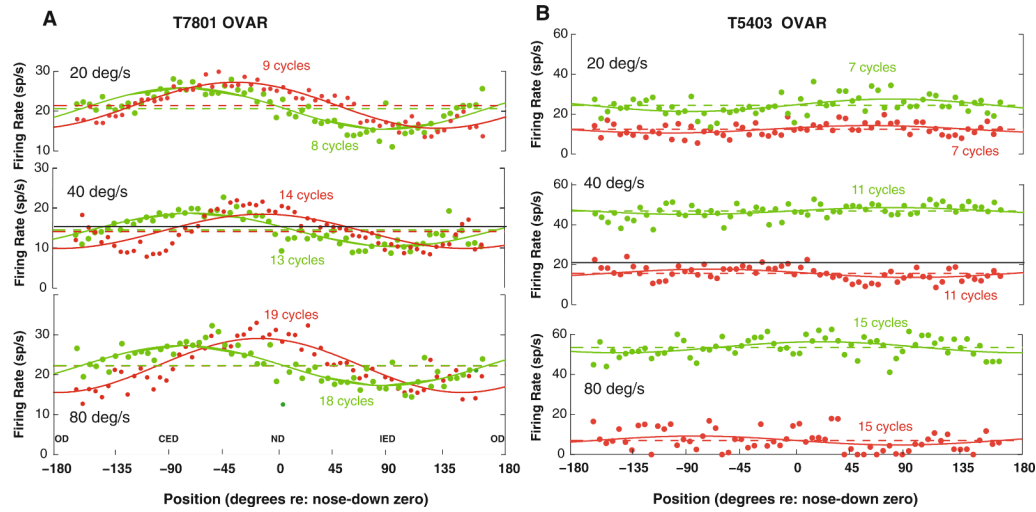 A
T7801 OVAR
Firing Rate (sp/s)
30
20
10
20 deg/s
9 cycles
8 cycles
Firing Rate (sp/s)
30
20
10
0
40 deg/s
14 cycles
13 cycles
Firing Rate (sp/s)
30
20
10
0
80 deg/s
19 cycles
18 cycles
OD CED ND IED OD
−180 −135 −90 −45 0 45 90 135 180
Position (degrees re: nose-down zero)
B
T5403 OVAR
Firing Rate (sp/s)
60
40
20
0
20 deg/s
7 cycles
7 cycles
Firing Rate (sp/s)
60
40
20
0
40 deg/s
11 cycles
11 cycles
Firing Rate (sp/s)
60
40
20
0
80 deg/s
15 cycles
15 cycles
−180 −135 −90 −45 0 45 90 135 180
Position (degrees re: nose-down zero)